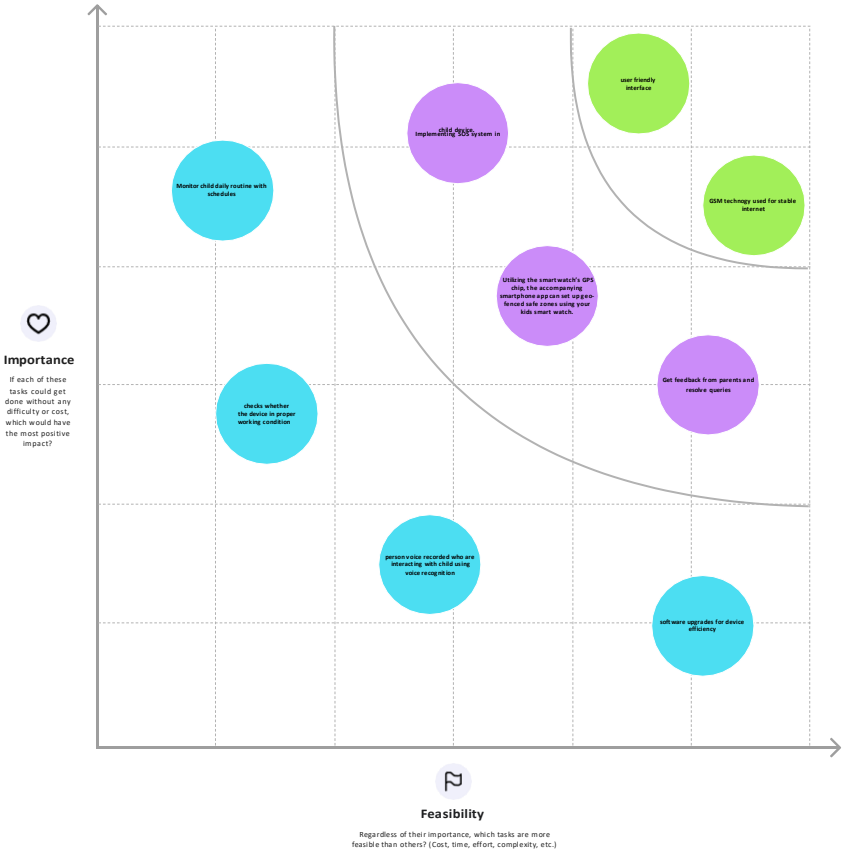 user friendly
interface
child device.
Implementing SOS system in
Monitor child daily routine with
schedules
GSM technogy used for stable
internet
Utilizing the smartwatch's GPS
chip, the accompanying
smartphone app can set up geo-
fenced safe zones using your
kids smart watch.
Importance
If each of these
tasks could get
done without any
difficulty or cost,
which would have
the most positive
impact?
Get feedback from parents and
resolve queries
checks whether
the device in proper
working condition
person voice recorded who are
interacting with child using
voice recognition
software upgrades for device
efficiency
Feasibility
Regardless of their importance, which tasks are more
feasible than others? (Cost, time, effort, complexity, etc.)